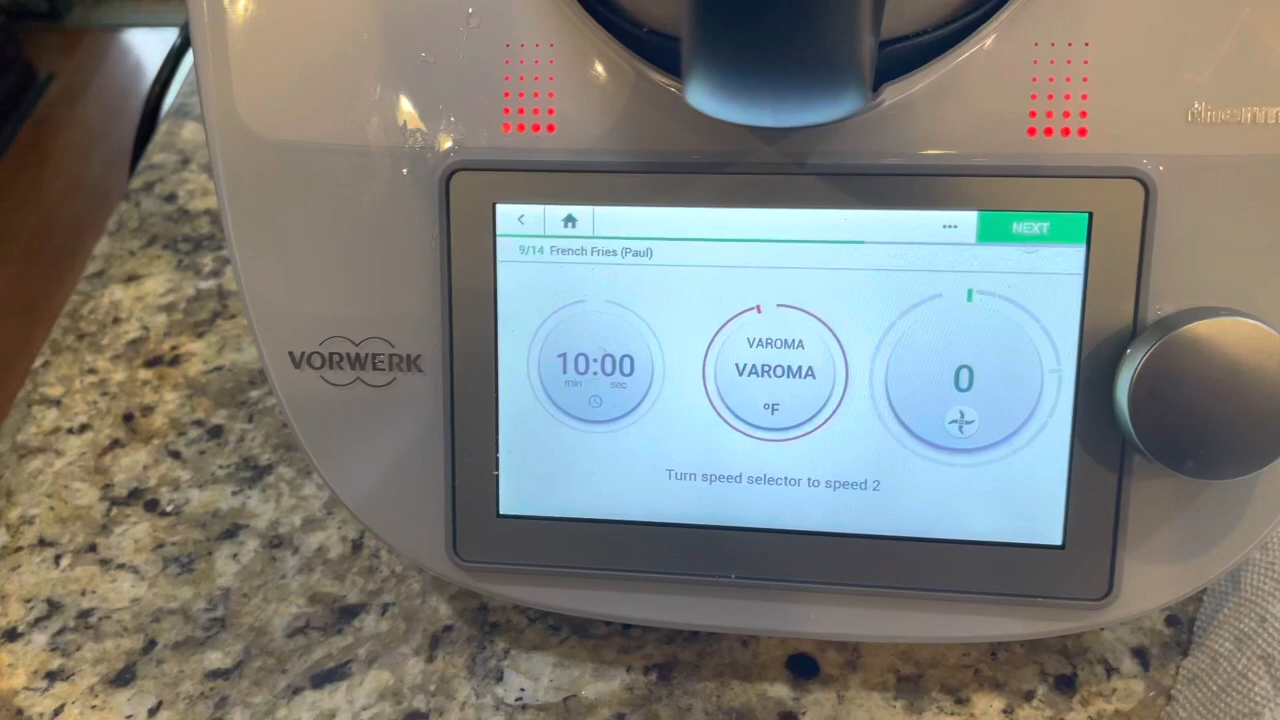 NEXT
9/14 French Fries (Paul)
VORWERK
10:00
min sec
VAROMA
VAROMA
ºF
0
Turn speed selector to speed 2